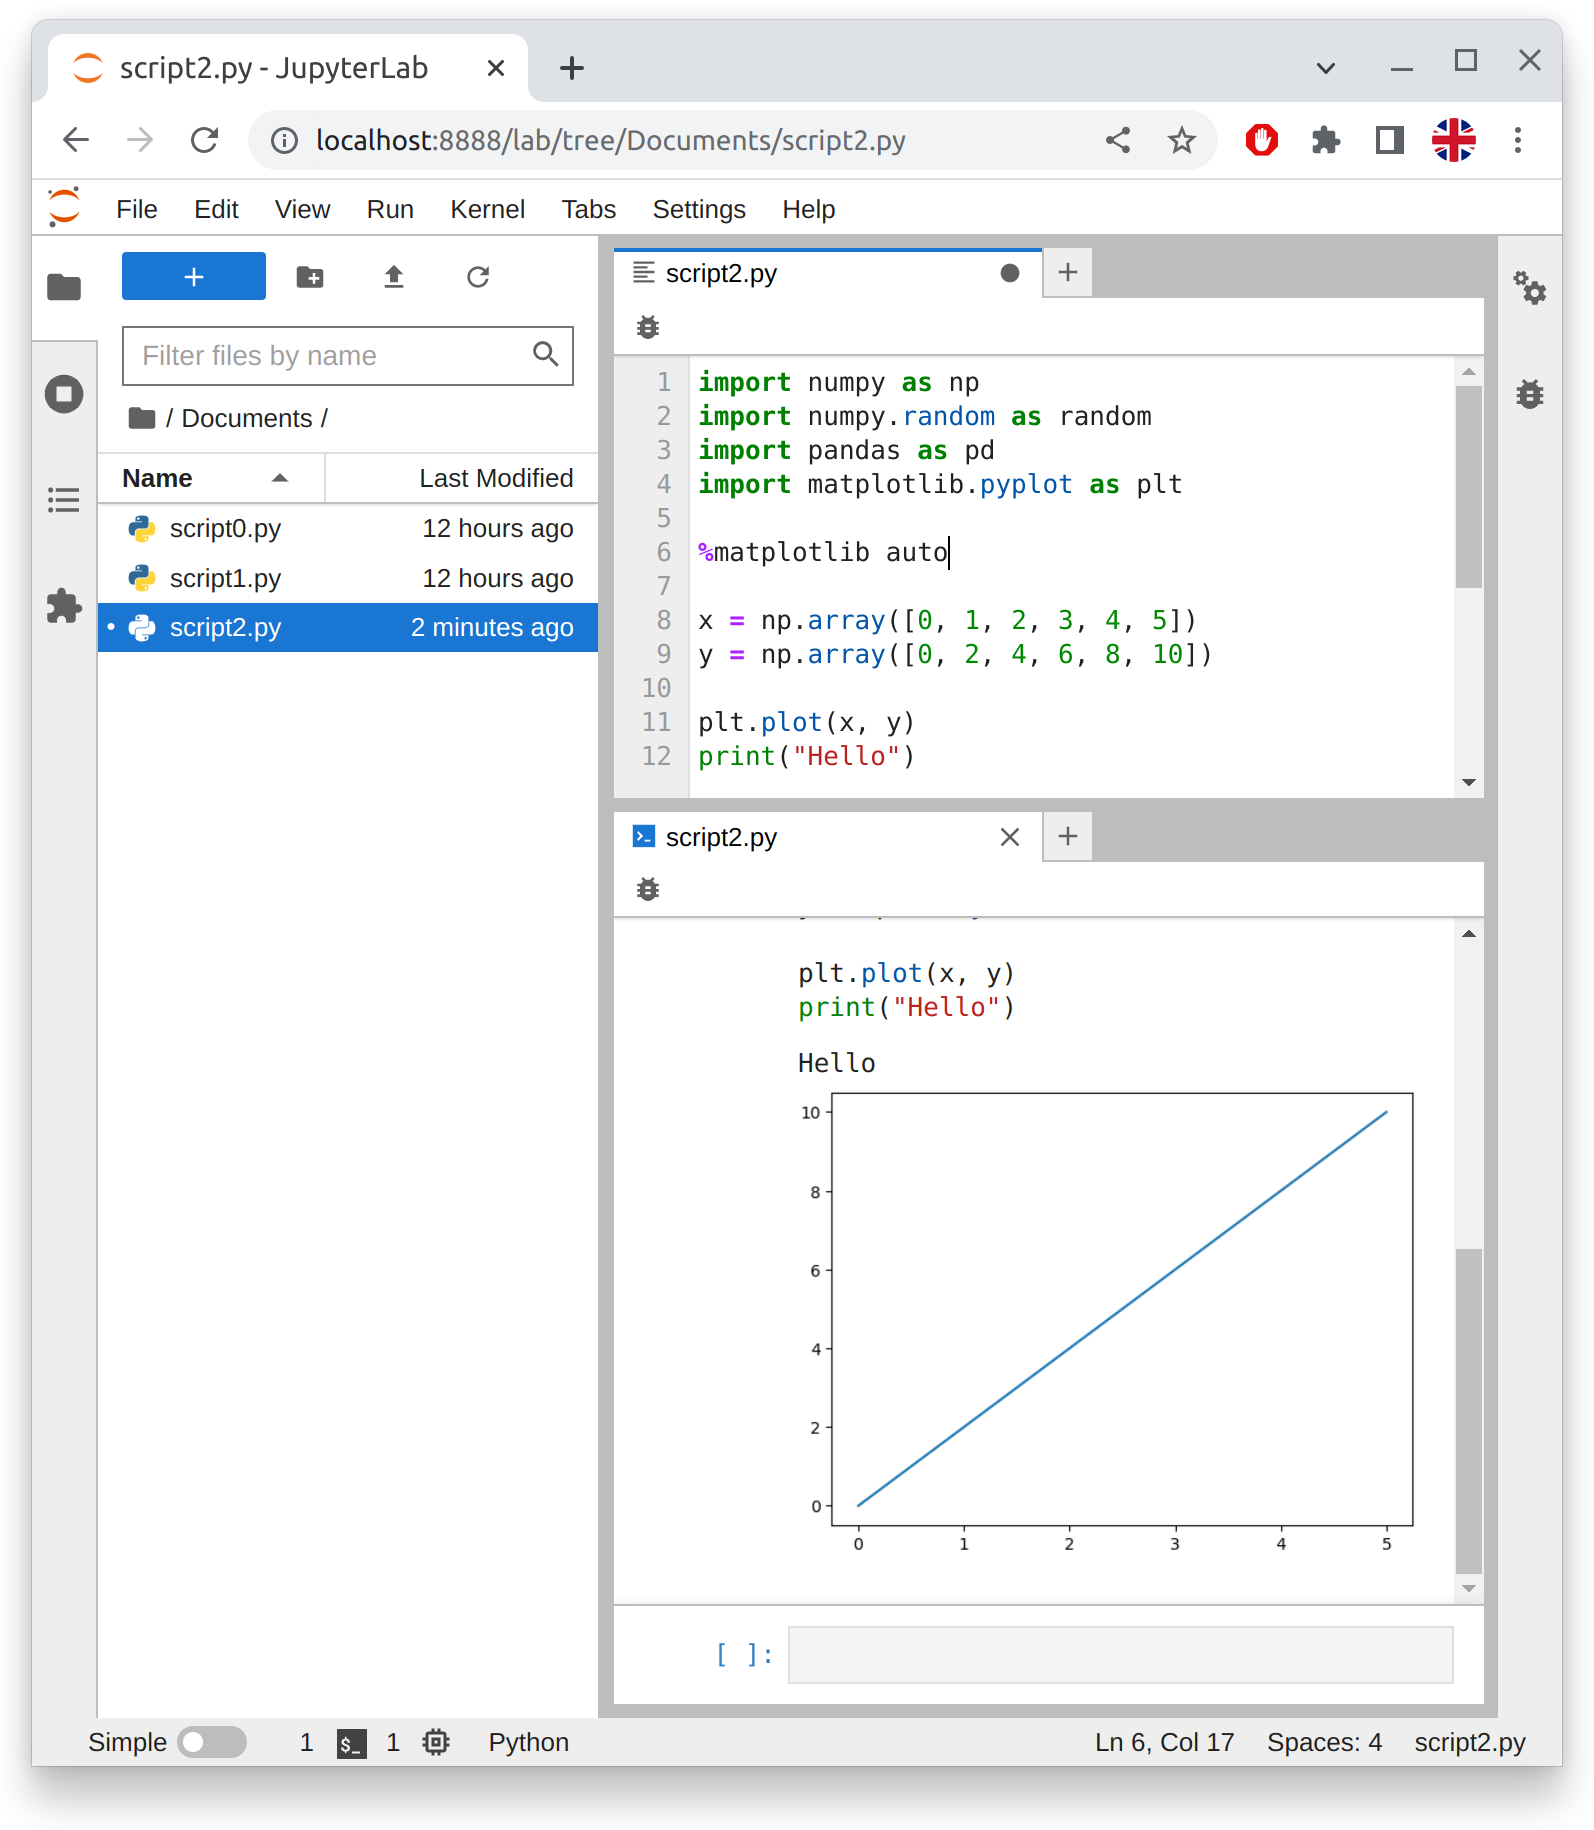 script2.py - JupyterLab
localhost:8888/lab/tree/Documents/script2.py
File Edit View Run Kernel Tabs Settings Help
Filter files by name
/ Documents /
Name Last Modified
script0.py 12 hours ago
script1.py 12 hours ago
script2.py 2 minutes ago
script2.py
1 import numpy as np
2 import numpy.random as random
3 import pandas as pd
4 import matplotlib.pyplot as plt
5
6 %matplotlib auto
7
8 x = np.array([0, 1, 2, 3, 4, 5])
9 y = np.array([0, 2, 4, 6, 8, 10])
10
11 plt.plot(x, y)
12 print("Hello")
script2.py
plt.plot(x, y)
print("Hello")
Hello
10
8
6
4
2
0
0 1 2 3 4 5
[ ]:
Simple 1 $_ 1 Python Ln 6, Col 17 Spaces: 4 script2.py